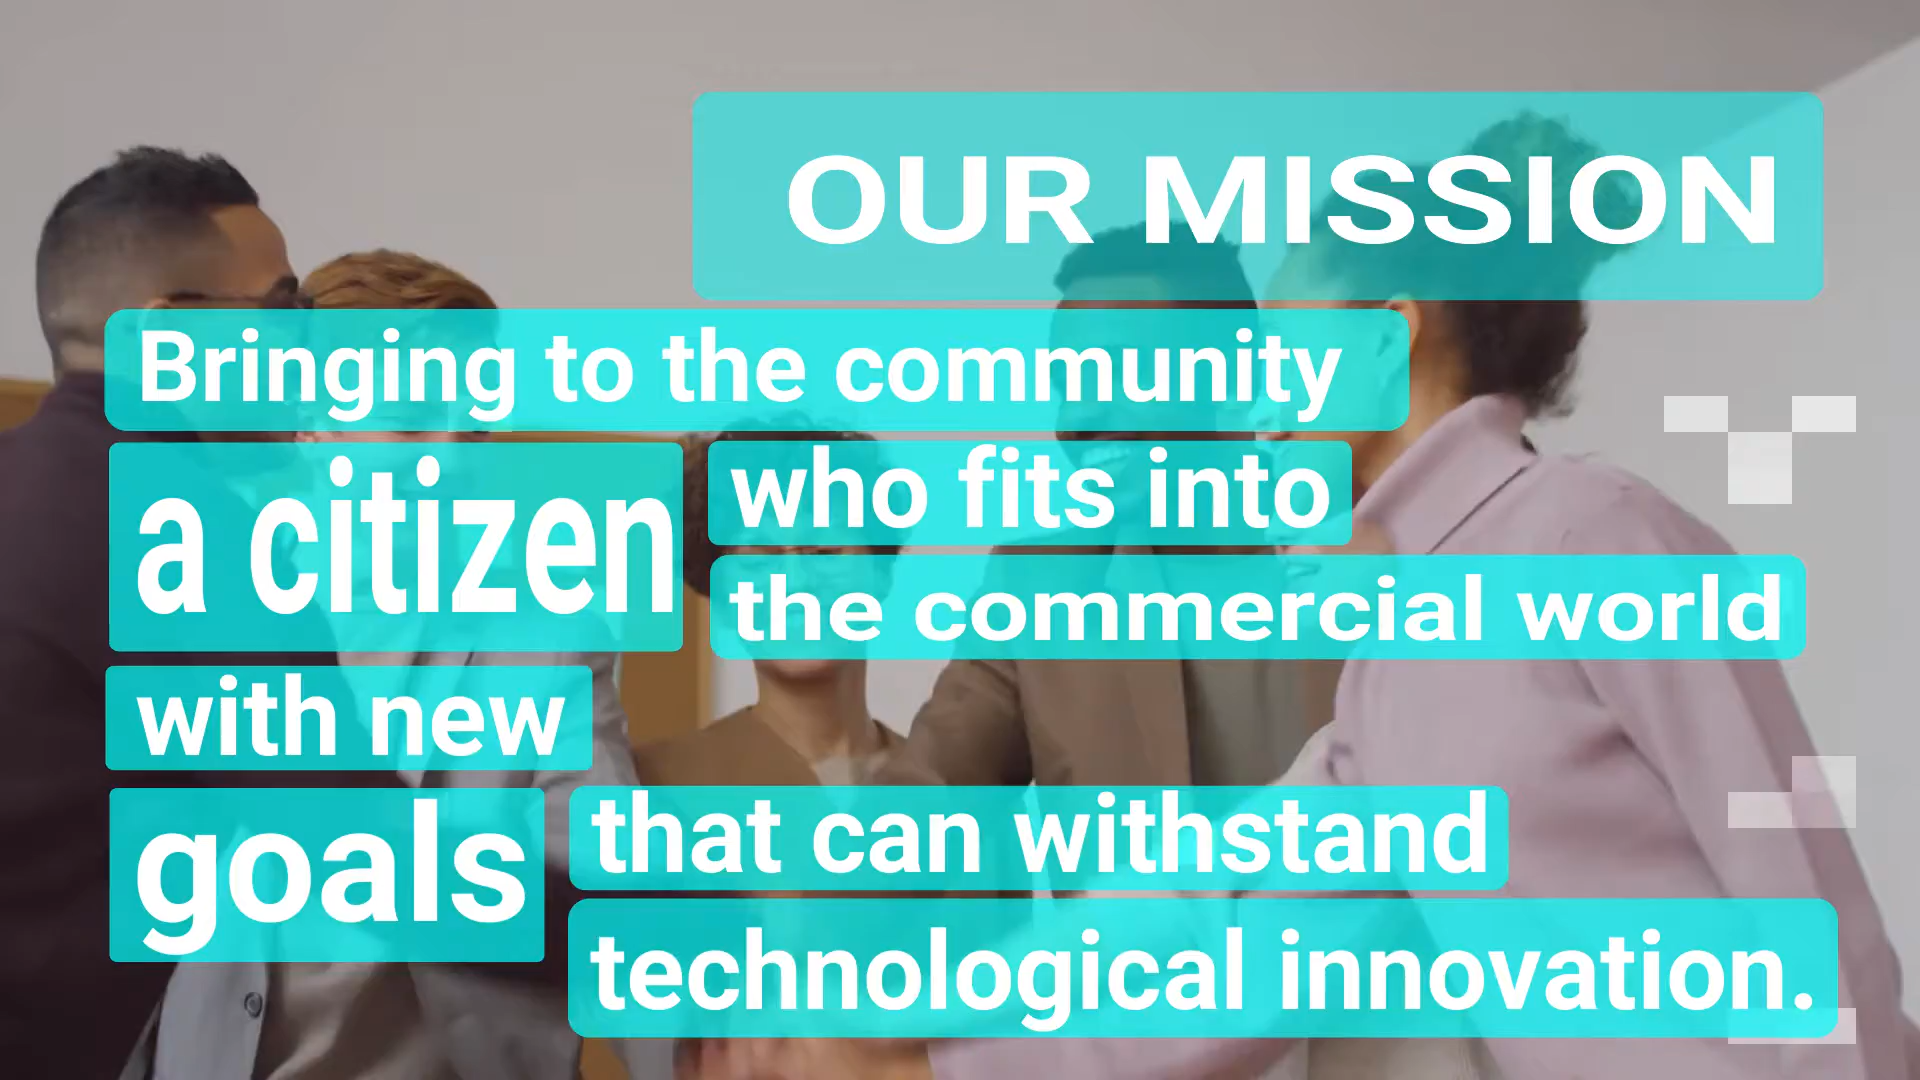 OUR MISSION
Bringing to the community
a citizen
who fits into
the commercial world
with new
goals
that can withstand
technological innovation.